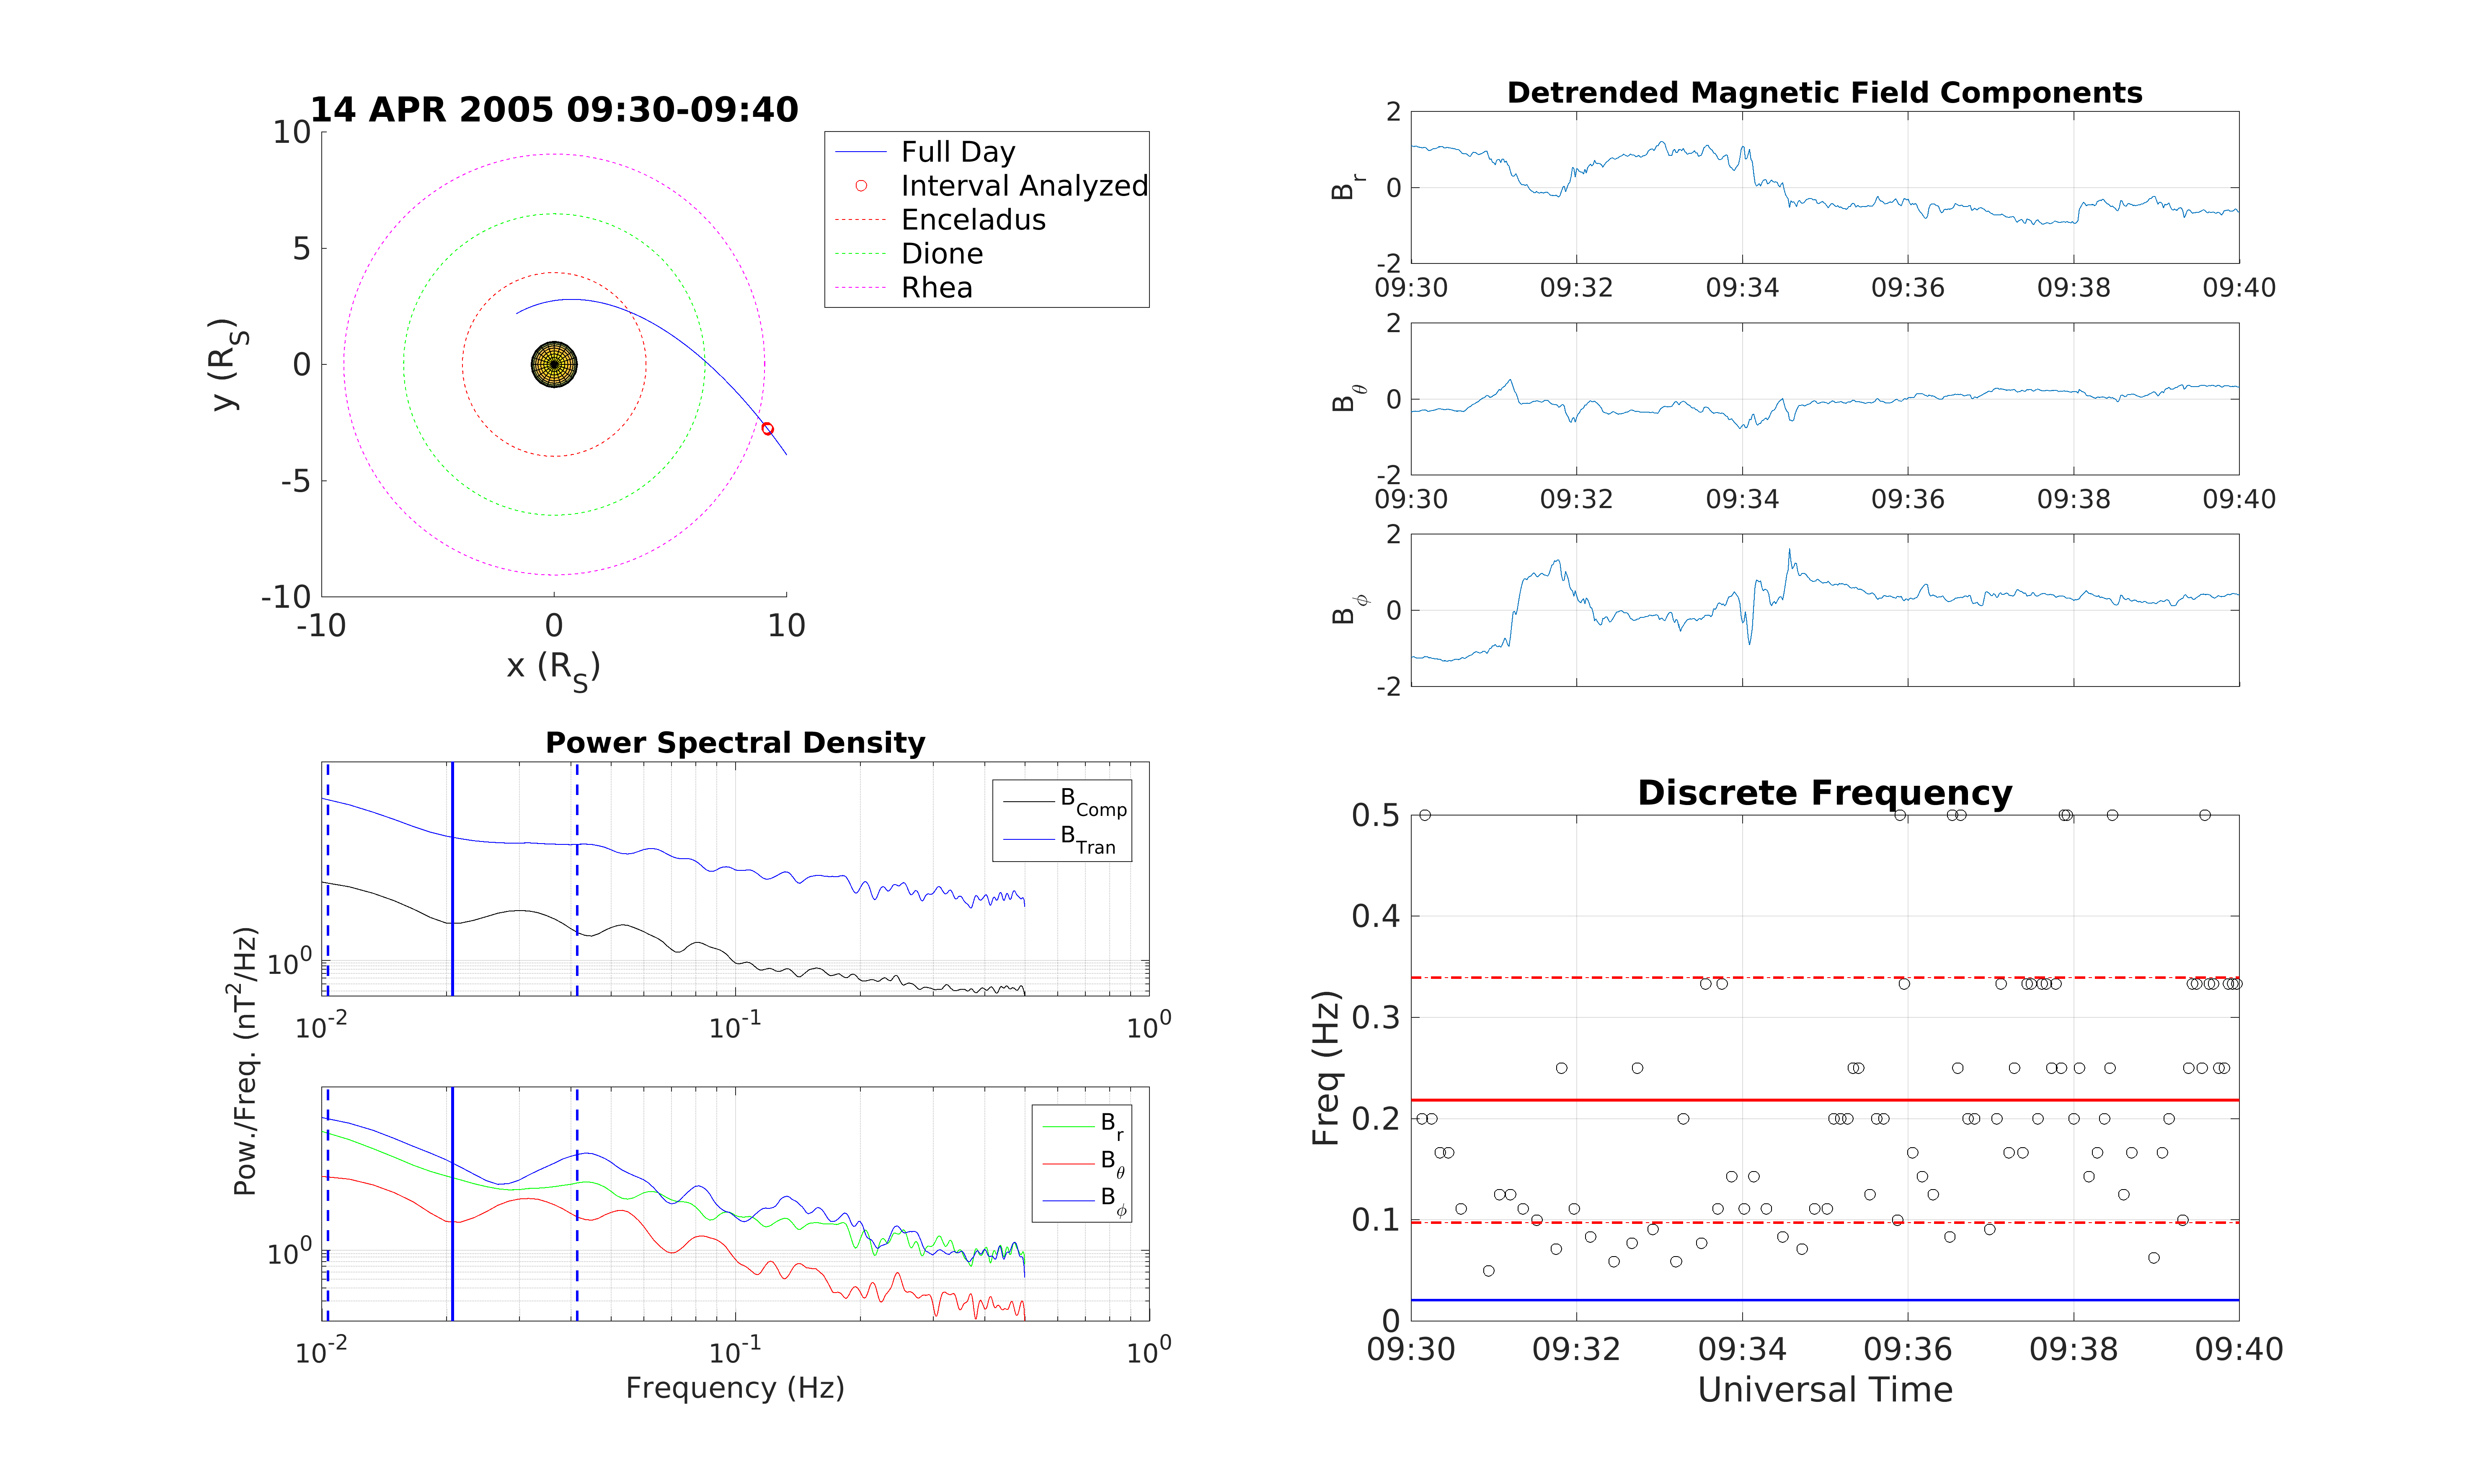 14 APR 2005 09:30-09:40
10
5
0
-5
-10
-10
0
10
y (R_S)
x (R_S)
Full Day
Interval Analyzed
Enceladus
Dione
Rhea
Detrended Magnetic Field Components
2
0
-2
B_r
09:30
09:32
09:34
09:36
09:38
09:40
2
0
-2
B_θ
09:30
09:32
09:34
09:36
09:38
09:40
2
0
-2
B_ϕ
Power Spectral Density
10^0
B_Comp
B_Tran
10^-2
10^-1
10^0
Pow./Freq. (nT^2/Hz)
10^0
B_r
B_θ
B_ϕ
10^-2
10^-1
10^0
Frequency (Hz)
Discrete Frequency
0.5
0.4
0.3
0.2
0.1
0
Freq (Hz)
09:30
09:32
09:34
09:36
09:38
09:40
Universal Time